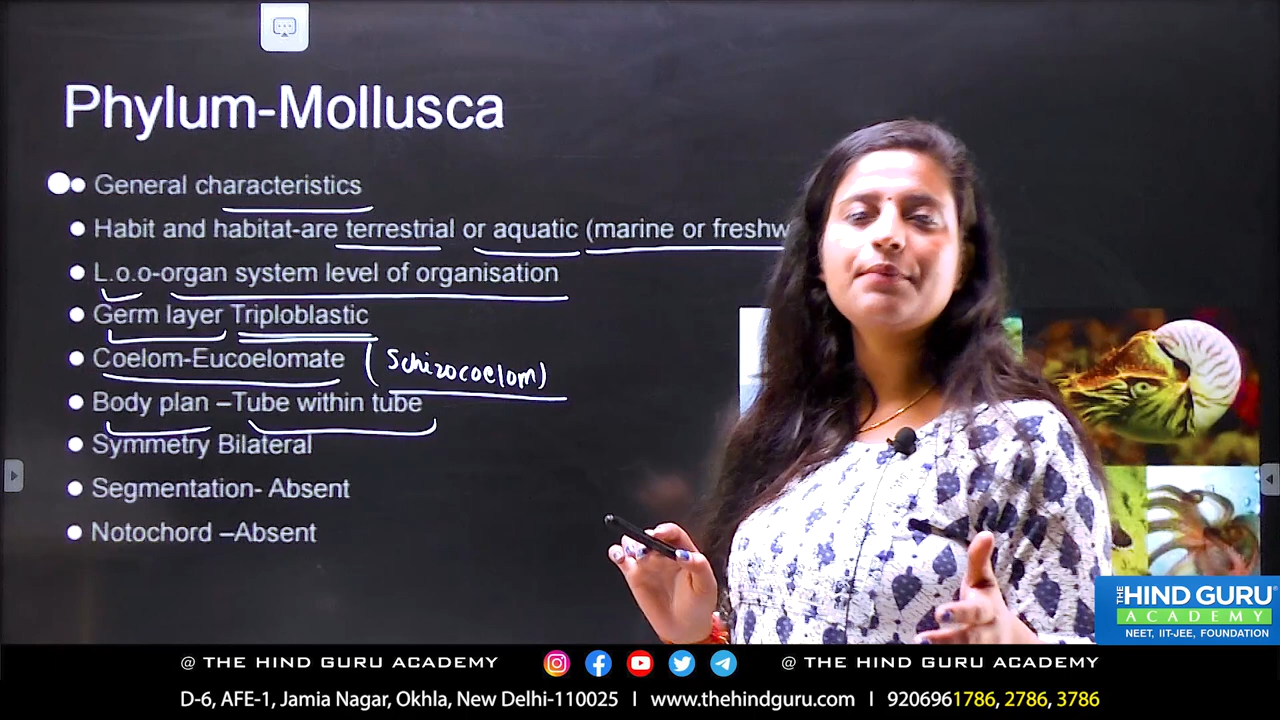 Phylum-Mollusca
General characteristics
Habit and habitat-are terrestrial or aquatic (marine or freshw
L.o.o-organ system level of organisation
Germ layer Triploblastic
Coelom-Eucoelomate (Schizocoelom)
Body plan –Tube within tube
Symmetry Bilateral
Segmentation- Absent
Notochord –Absent
THE HIND GURU
ACADEMY
NEET, IIT-JEE, FOUNDATION
@ THE HIND GURU ACADEMY @ THE HIND GURU ACADEMY
D-6, AFE-1, Jamia Nagar, Okhla, New Delhi-110025 I www.thehindguru.com I 9206961786, 2786, 3786